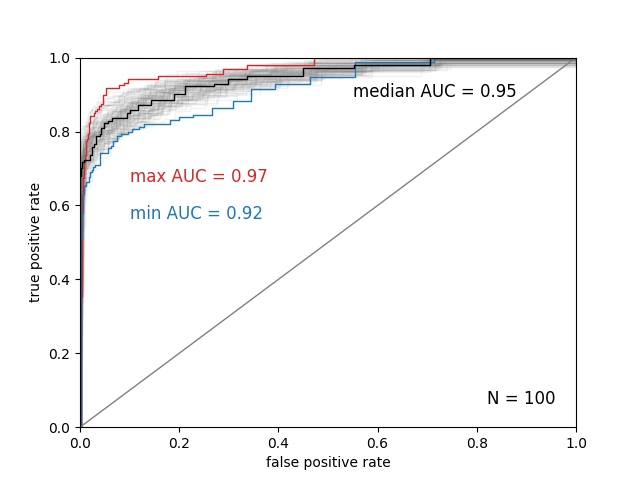 1.0
0.8
0.6
0.4
0.2
0.0
true positive rate
median AUC = 0.95
max AUC = 0.97
min AUC = 0.92
N = 100
0.0 0.2 0.4 0.6 0.8 1.0
false positive rate